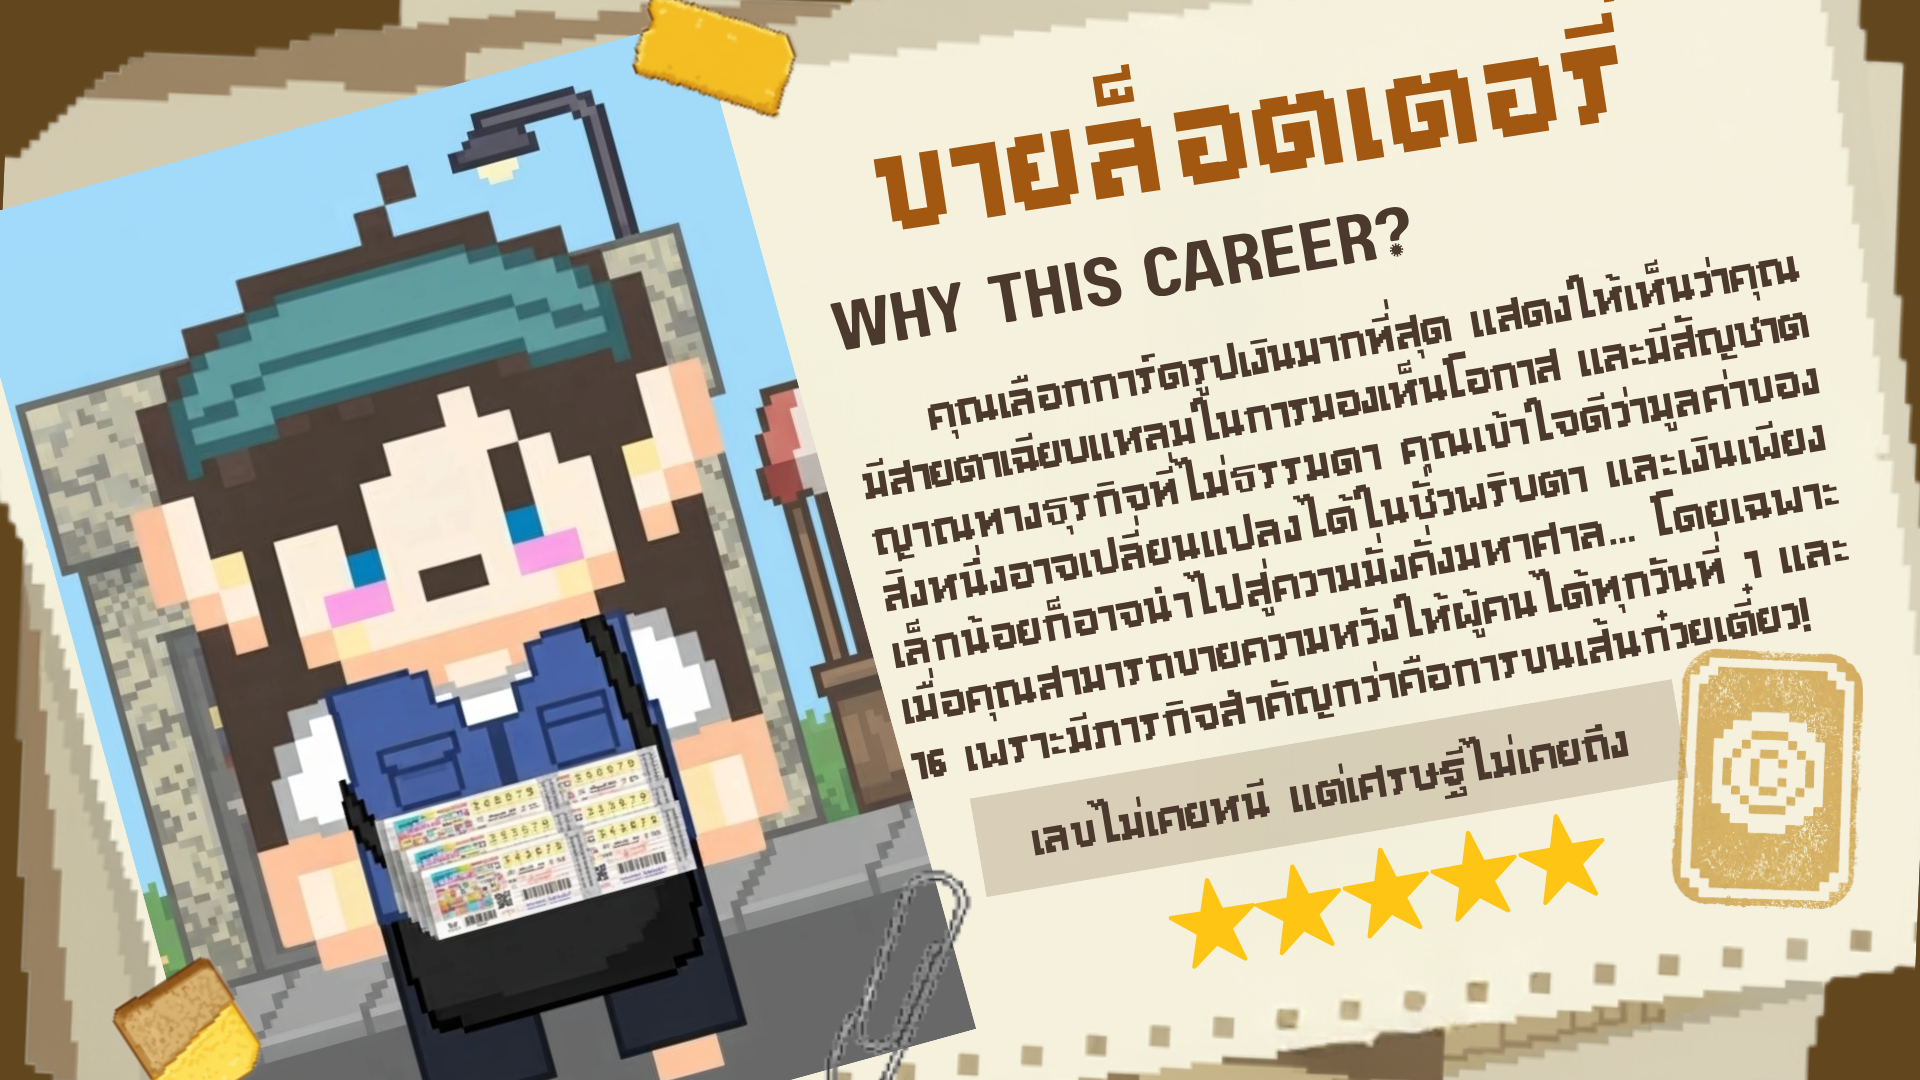 ขายล็อตเตอรี่
WHY THIS CAREER?
คุณเลือกการ์ดรูปเงินมากที่สุด แสดงให้เห็นว่าคุณ
มีสายตาเฉียบแหลมในการมองเห็นโอกาส และมีสัญชาต
ญาณทางธุรกิจที่ไม่ธรรมดา คุณเข้าใจดีว่ามูลค่าของ
สิ่งหนึ่งอาจเปลี่ยนแปลงได้ในชั่วพริบตา และเงินเพียง
เล็กน้อยก็อาจนำไปสู่ความมั่งคั่งมหาศาล... โดยเฉพาะ
เมื่อคุณสามารถขายความหวังให้ผู้คนได้ทุกวันที่ 1 และ
16 เพราะมีภารกิจสำคัญกว่าคือการขนเส้นก๋วยเตี๋ยว!
เลขไม่เคยหนี แต่เศรษฐีไม่เคยถึง